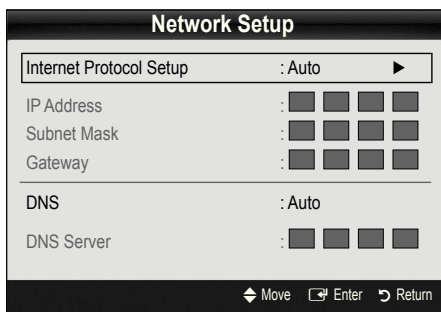 Network Setup
Internet Protocol Setup : Auto ►
IP Address :
Subnet Mask :
Gateway :
DNS : Auto
DNS Server :
Move Enter Return